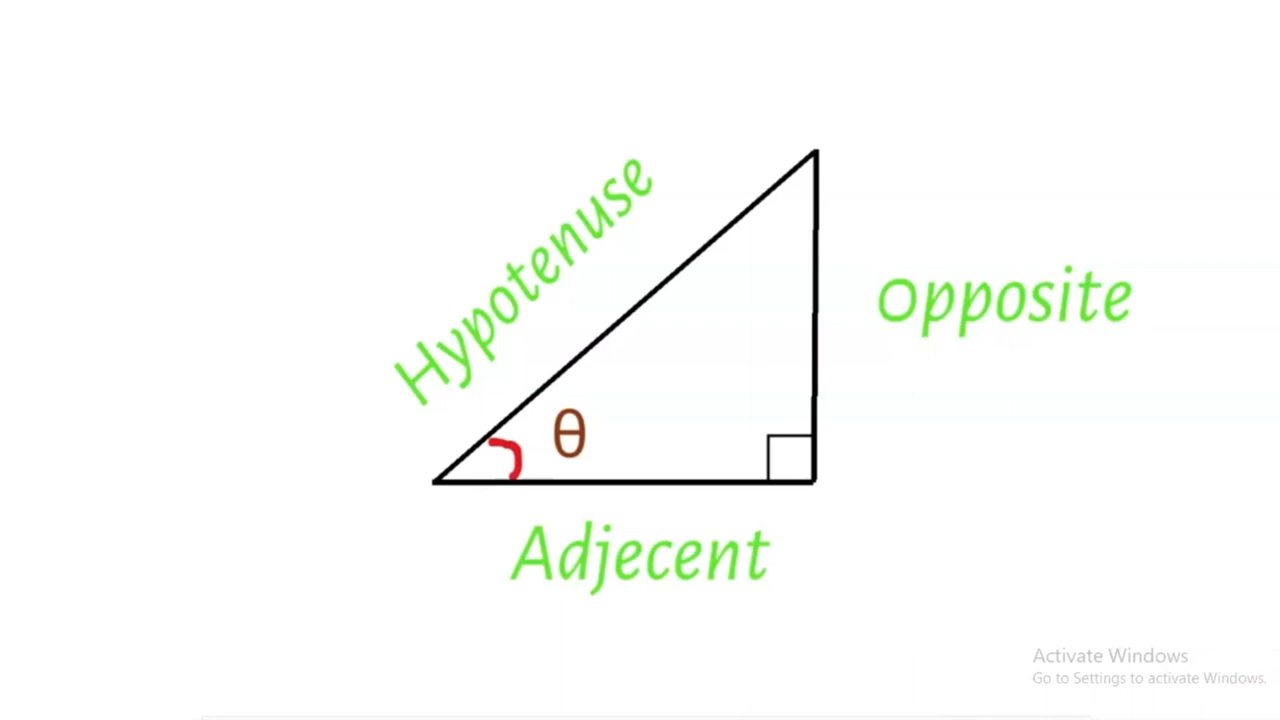 Hypotenuse
Opposite
θ
Adjecent
Activate Windows
Go to Settings to activate Windows.